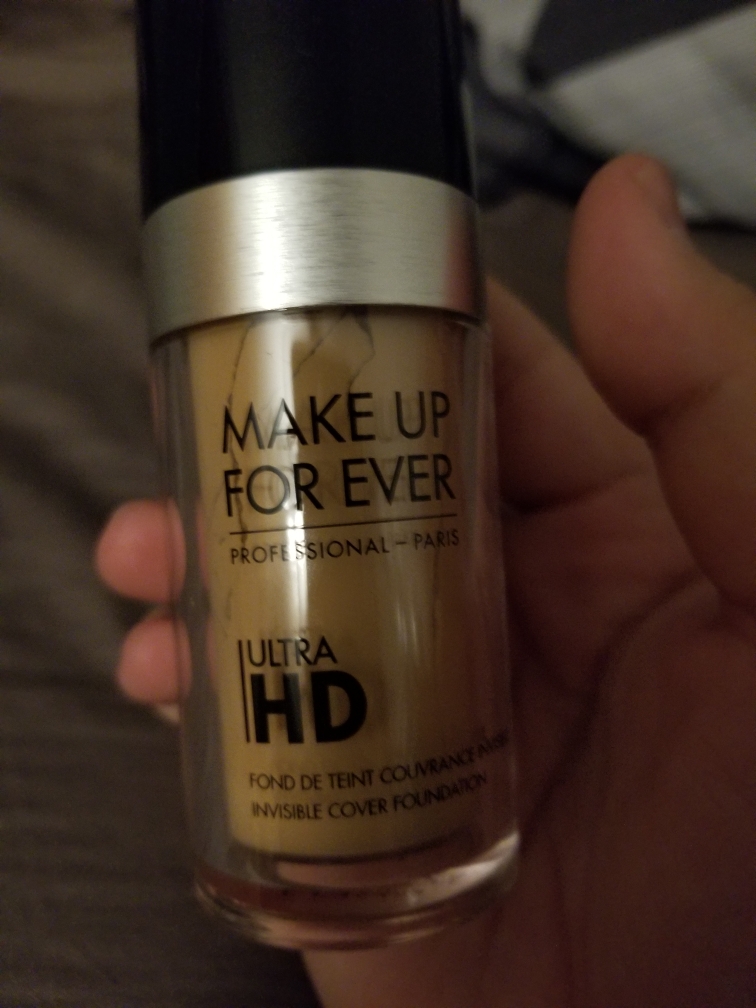 MAKE UP
FOR EVER
PROFESSIONAL – PARIS
ULTRA
HD
FOND DE TEINT COUVRANCE
INVISIBLE COVER FOUNDATION